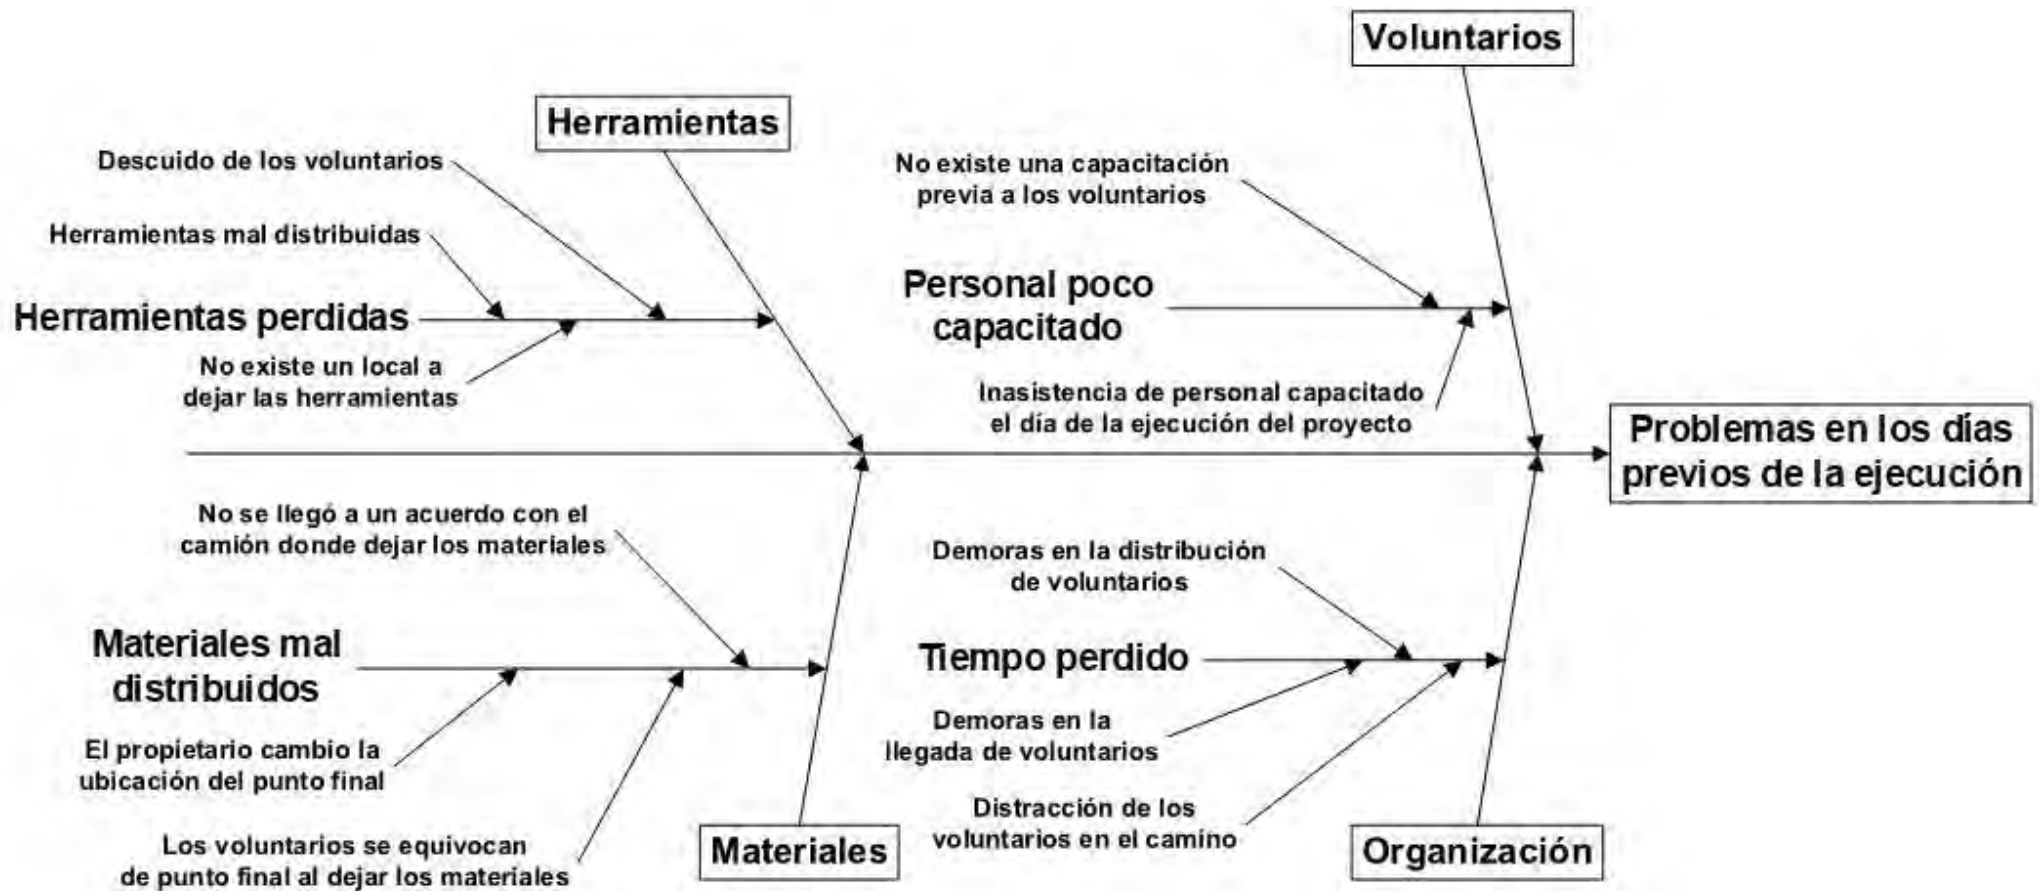 Voluntarios
Herramientas
Descuido de los voluntarios
No existe una capacitación
previa a los voluntarios
Herramientas mal distribuidas
Herramientas perdidas
Personal poco
capacitado
No existe un local a
dejar las herramientas
Inasistencia de personal capacitado
el día de la ejecución del proyecto
Problemas en los días
previos de la ejecución
No se llegó a un acuerdo con el
camión donde dejar los materiales
Demoras en la distribución
de voluntarios
Materiales mal
distribuidos
Tiempo perdido
El propietario cambio la
ubicación del punto final
Demoras en la
llegada de voluntarios
Distracción de los
voluntarios en el camino
Los voluntarios se equivocan
de punto final al dejar los materiales
Materiales
Organización